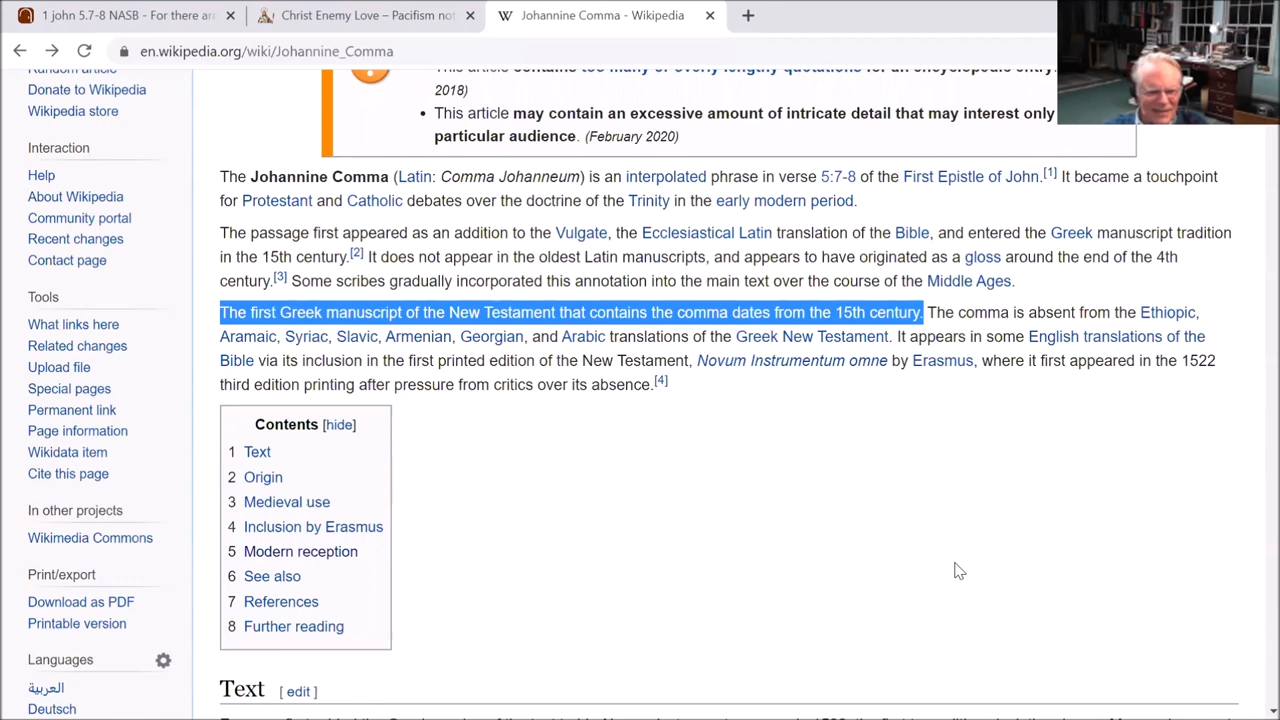 1 john 5.7-8 NASB - For there are
Christ Enemy Love – Pacifism not
Johannine Comma - Wikipedia
en.wikipedia.org/wiki/Johannine_Comma
Random article
Donate to Wikipedia
Wikipedia store
Interaction
Help
About Wikipedia
Community portal
Recent changes
Contact page
Tools
What links here
Related changes
Upload file
Special pages
Permanent link
Page information
Wikidata item
Cite this page
In other projects
Wikimedia Commons
Print/export
Download as PDF
Printable version
Languages
العربية
Deutsch
This article contains too many or overly lengthy quotations for an encyclopedic entry.
2018)
• This article may contain an excessive amount of intricate detail that may interest only
particular audience. (February 2020)
The Johannine Comma (Latin: Comma Johanneum) is an interpolated phrase in verse 5:7-8 of the First Epistle of John.[1] It became a touchpoint
for Protestant and Catholic debates over the doctrine of the Trinity in the early modern period.
The passage first appeared as an addition to the Vulgate, the Ecclesiastical Latin translation of the Bible, and entered the Greek manuscript tradition
in the 15th century.[2] It does not appear in the oldest Latin manuscripts, and appears to have originated as a gloss around the end of the 4th
century.[3] Some scribes gradually incorporated this annotation into the main text over the course of the Middle Ages.
The first Greek manuscript of the New Testament that contains the comma dates from the 15th century. The comma is absent from the Ethiopic,
Aramaic, Syriac, Slavic, Armenian, Georgian, and Arabic translations of the Greek New Testament. It appears in some English translations of the
Bible via its inclusion in the first printed edition of the New Testament, Novum Instrumentum omne by Erasmus, where it first appeared in the 1522
third edition printing after pressure from critics over its absence.[4]
Contents [hide]
1 Text
2 Origin
3 Medieval use
4 Inclusion by Erasmus
5 Modern reception
6 See also
7 References
8 Further reading
Text [ edit ]